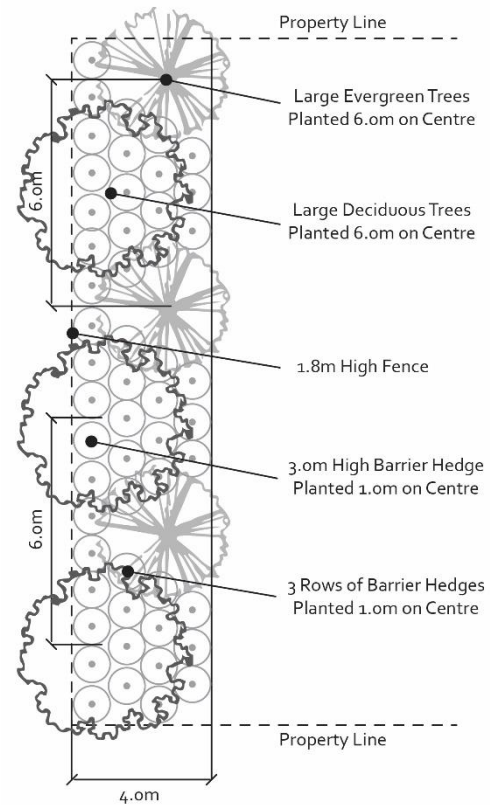 Property Line
Large Evergreen Trees
Planted 6.0m on Centre
6.0m
Large Deciduous Trees
Planted 6.0m on Centre
1.8m High Fence
3.0m High Barrier Hedge
Planted 1.0m on Centre
6.0m
3 Rows of Barrier Hedges
Planted 1.0m on Centre
Property Line
4.0m